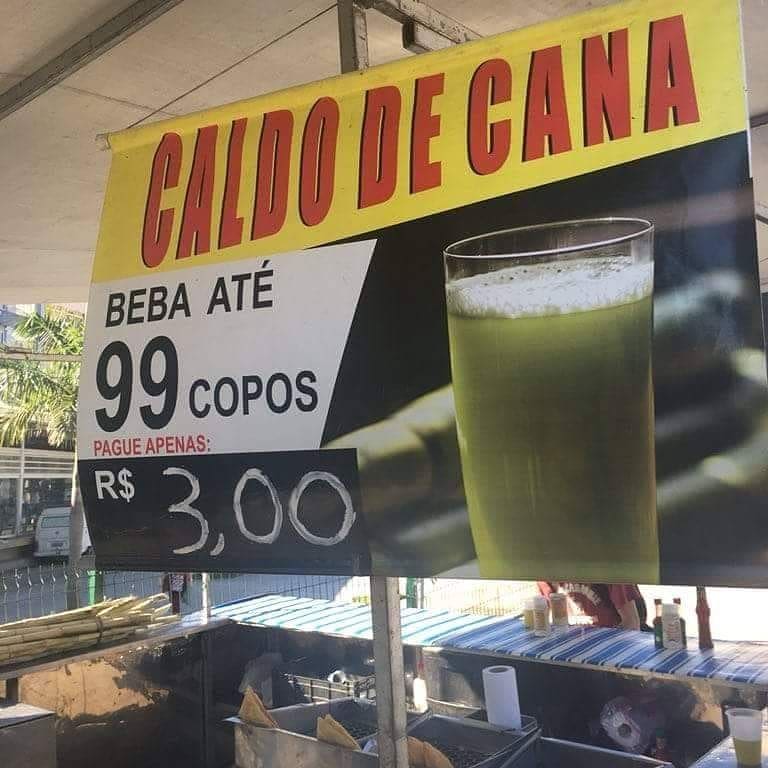 CALDO DE CANA
BEBA ATÉ
99 COPOS
PAGUE APENAS:
R$ 3,00